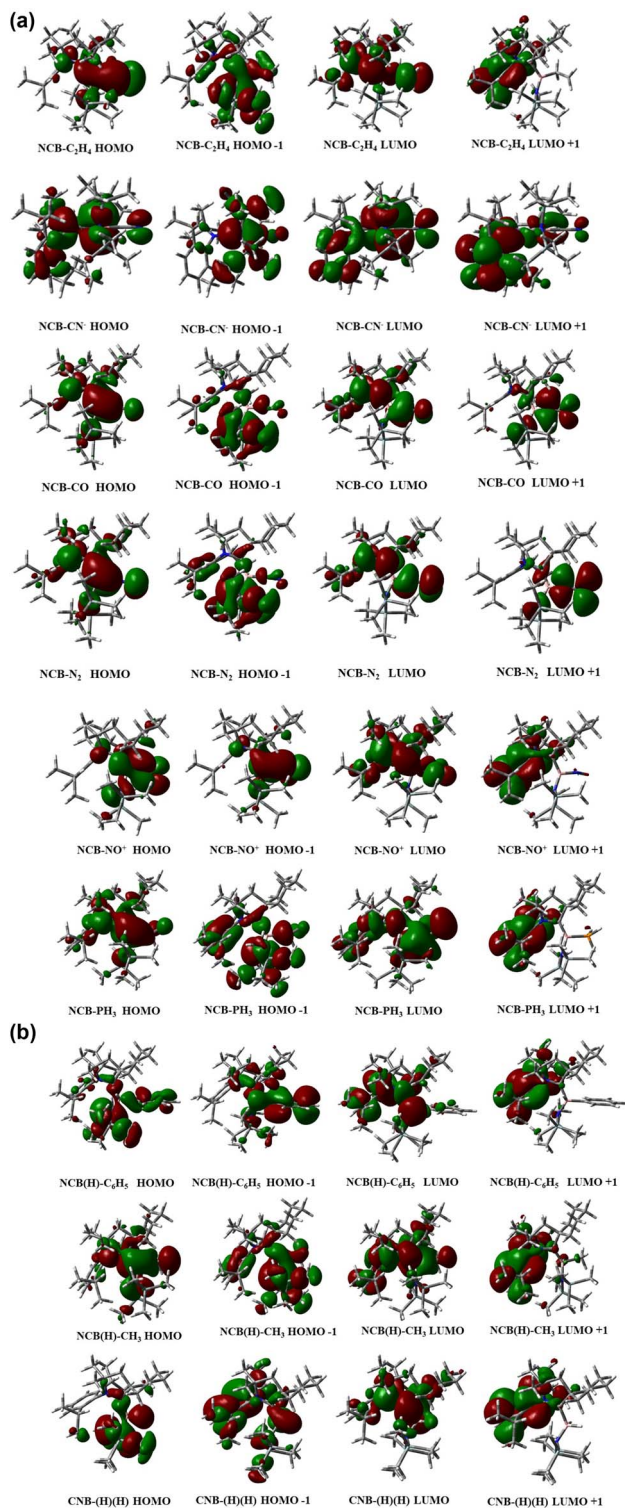 (a)
NCB-C₂H₄ HOMO NCB-C₂H₄ HOMO -1 NCB-C₂H₄ LUMO NCB-C₂H₄ LUMO +1
NCB-CN⁻ HOMO NCB-CN⁻ HOMO -1 NCB-CN⁻ LUMO NCB-CN⁻ LUMO +1
NCB-CO HOMO NCB-CO HOMO -1 NCB-CO LUMO NCB-CO LUMO +1
NCB-N₂ HOMO NCB-N₂ HOMO -1 NCB-N₂ LUMO NCB-N₂ LUMO +1
NCB-NO⁺ HOMO NCB-NO⁺ HOMO -1 NCB-NO⁺ LUMO NCB-NO⁺ LUMO +1
NCB-PH₃ HOMO NCB-PH₃ HOMO -1 NCB-PH₃ LUMO NCB-PH₃ LUMO +1
(b)
NCB(H)-C₆H₅ HOMO NCB(H)-C₆H₅ HOMO -1 NCB(H)-C₆H₅ LUMO NCB(H)-C₆H₅ LUMO +1
NCB(H)-CH₃ HOMO NCB(H)-CH₃ HOMO -1 NCB(H)-CH₃ LUMO NCB(H)-CH₃ LUMO +1
CNB-(H)(H) HOMO CNB-(H)(H) HOMO -1 CNB-(H)(H) LUMO CNB-(H)(H) LUMO +1